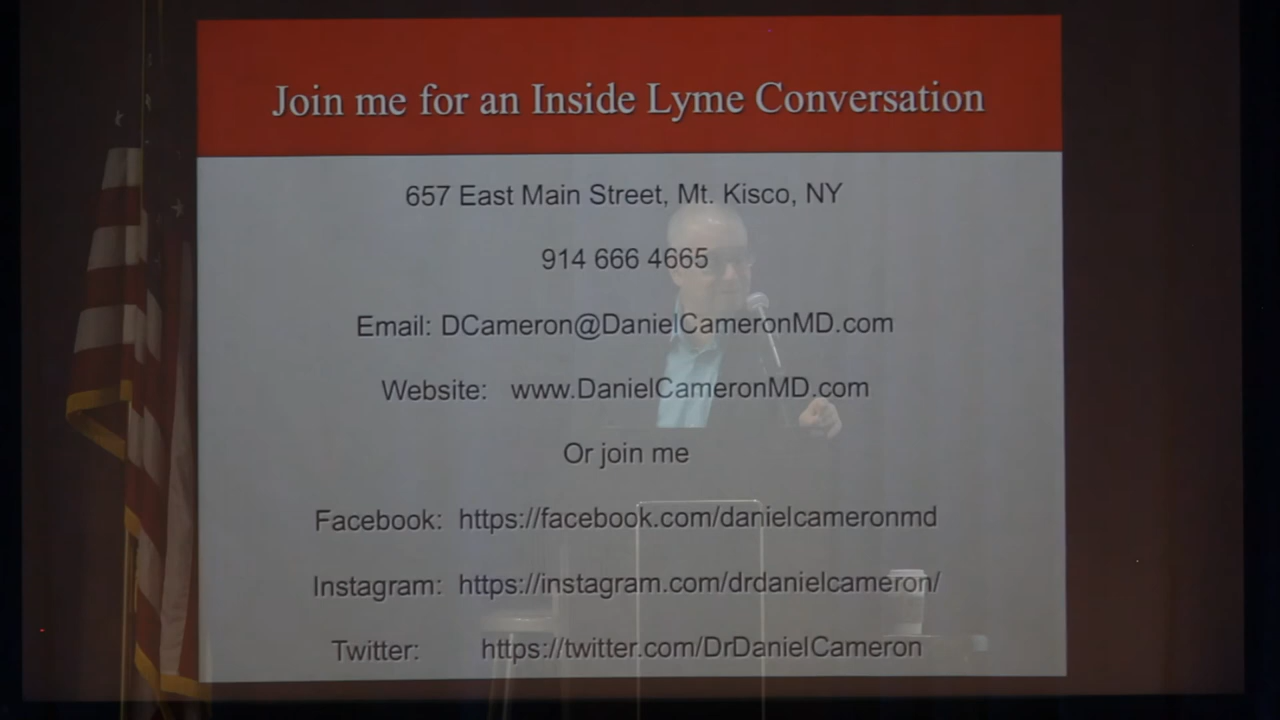 Join me for an Inside Lyme Conversation
657 East Main Street, Mt. Kisco, NY
914 666 4665
Email: DCameron@DanielCameronMD.com
Website: www.DanielCameronMD.com
Or join me
Facebook: https://facebook.com/danielcameronmd
Instagram: https://instagram.com/drdanielcameron/
Twitter: https://twitter.com/DrDanielCameron